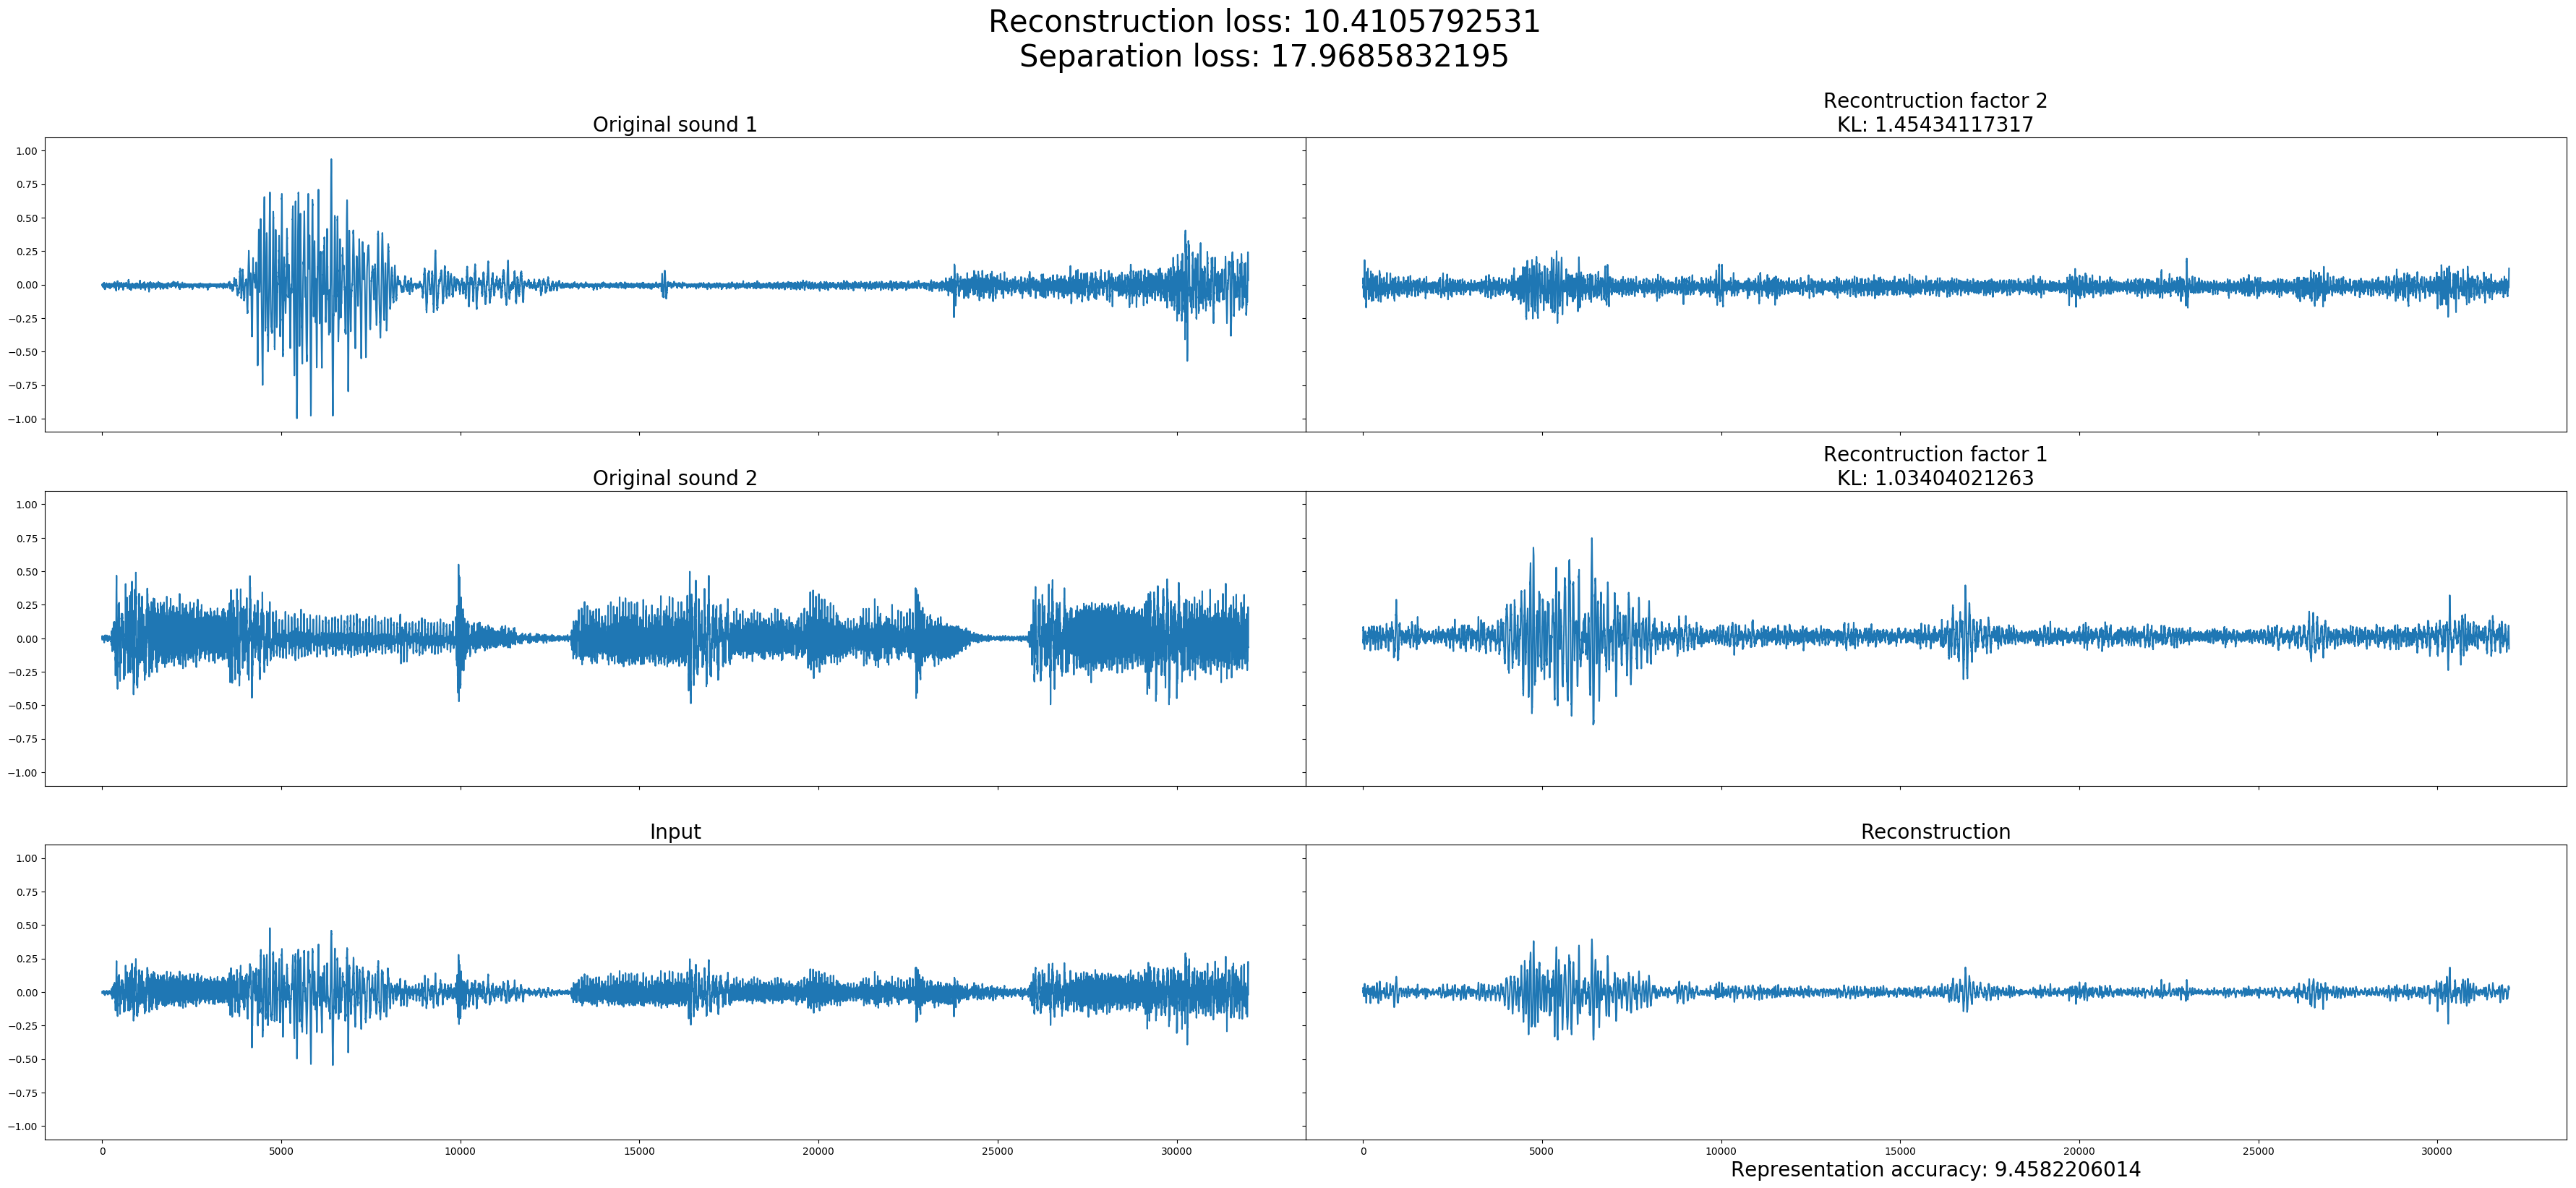 Reconstruction loss: 10.4105792531
Separation loss: 17.9685832195
Original sound 1
1.00
0.75
0.50
0.25
0.00
−0.25
−0.50
−0.75
−1.00
Recontruction factor 2
KL: 1.45434117317
Original sound 2
1.00
0.75
0.50
0.25
0.00
−0.25
−0.50
−0.75
−1.00
Recontruction factor 1
KL: 1.03404021263
Input
1.00
0.75
0.50
0.25
0.00
−0.25
−0.50
−0.75
−1.00
0 5000 10000 15000 20000 25000 30000
Reconstruction
0 5000 10000 15000 20000 25000 30000
Representation accuracy: 9.4582206014